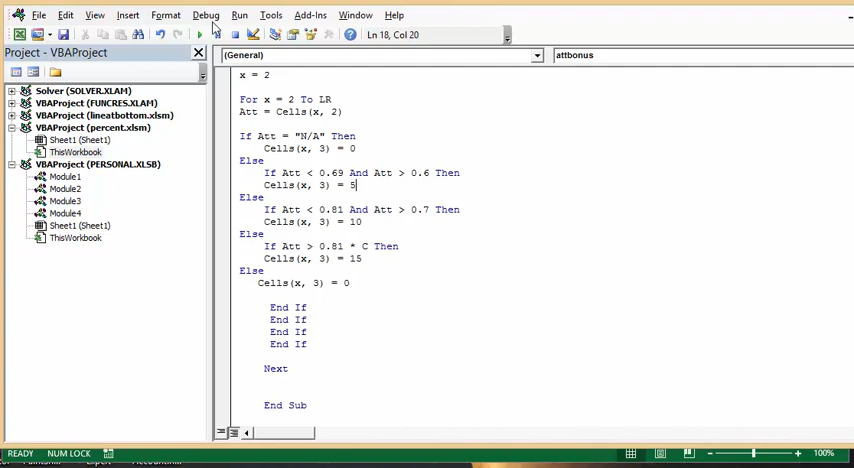 File Edit View Insert Format Debug Run Tools Add-Ins Window Help
Ln 18, Col 20
Project - VBAProject
(General) attbonus
Solver (SOLVER.XLAM)
VBAProject (FUNCRES.XLAM)
VBAProject (lineatbottom.xlsm)
VBAProject (percent.xlsm)
Sheet1 (Sheet1)
ThisWorkbook
VBAProject (PERSONAL.XLSB)
Module1
Module2
Module3
Module4
Sheet1 (Sheet1)
ThisWorkbook
x = 2
For x = 2 To LR
Att = Cells(x, 2)
If Att = "N/A" Then
Cells(x, 3) = 0
Else
If Att < 0.69 And Att > 0.6 Then
Cells(x, 3) = 5
Else
If Att < 0.81 And Att > 0.7 Then
Cells(x, 3) = 10
Else
If Att > 0.81 * C Then
Cells(x, 3) = 15
Else
Cells(x, 3) = 0
End If
End If
End If
End If
Next
End Sub
READY NUM LOCK 100%